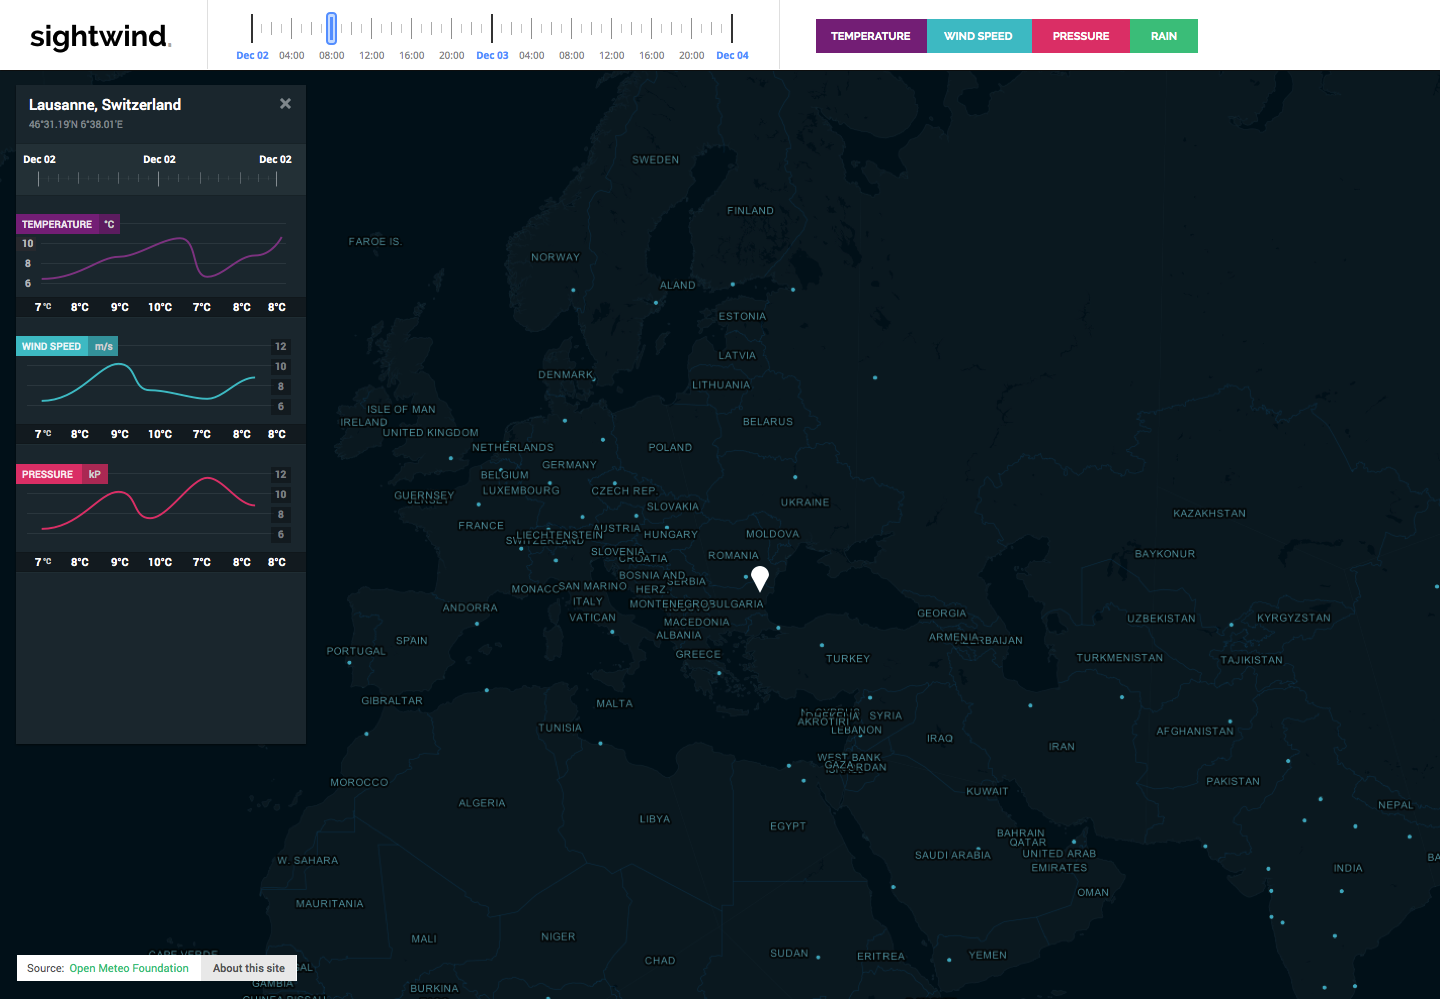 sightwind.
Dec 02 04:00 08:00 12:00 16:00 20:00 Dec 03 04:00 08:00 12:00 16:00 20:00 Dec 04
TEMPERATURE WIND SPEED PRESSURE RAIN
Lausanne, Switzerland
46°31.19'N 6°38.01'E
Dec 02 Dec 02 Dec 02
TEMPERATURE °C
10
8
6
7 °C 8°C 9°C 10°C 7°C 8°C 8°C
WIND SPEED m/s
12
10
8
6
7 °C 8°C 9°C 10°C 7°C 8°C 8°C
PRESSURE kP
12
10
8
6
7 °C 8°C 9°C 10°C 7°C 8°C 8°C
SWEDEN
FINLAND
FAROE IS.
NORWAY
ALAND
ESTONIA
LATVIA
DENMARK
LITHUANIA
ISLE OF MAN
IRELAND
BELARUS
UNITED KINGDOM
NETHERLANDS
POLAND
GERMANY
BELGIUM
LUXEMBOURG
CZECH REP.
GUERNSEY
JERSEY
UKRAINE
SLOVAKIA
KAZAKHSTAN
FRANCE
AUSTRIA
LIECHTENSTEIN
HUNGARY
MOLDOVA
SWITZERLAND
SLOVENIA
CROATIA
ROMANIA
BAYKONUR
BOSNIA AND
HERZ.
SERBIA
MONACO
SAN MARINO
ITALY
MONTENEGRO
BULGARIA
ANDORRA
VATICAN
GEORGIA
UZBEKISTAN
KYRGYZSTAN
MACEDONIA
ALBANIA
SPAIN
ARMENIA
AZERBAIJAN
PORTUGAL
GREECE
TURKEY
TURKMENISTAN
TAJIKISTAN
GIBRALTAR
MALTA
N. CYPRUS
DHEKELIA
AKROTIRI
SYRIA
TUNISIA
LEBANON
AFGHANISTAN
IRAQ
IRAN
WEST BANK
GAZA
JORDAN
MOROCCO
PAKISTAN
KUWAIT
ALGERIA
NEPAL
LIBYA
EGYPT
BAHRAIN
QATAR
SAUDI ARABIA
UNITED ARAB
EMIRATES
W. SAHARA
INDIA
OMAN
MAURITANIA
MALI
NIGER
CAPE VERDE
SUDAN
ERITREA
YEMEN
CHAD
Source: Open Meteo Foundation About this site
GAMBIA
BURKINA